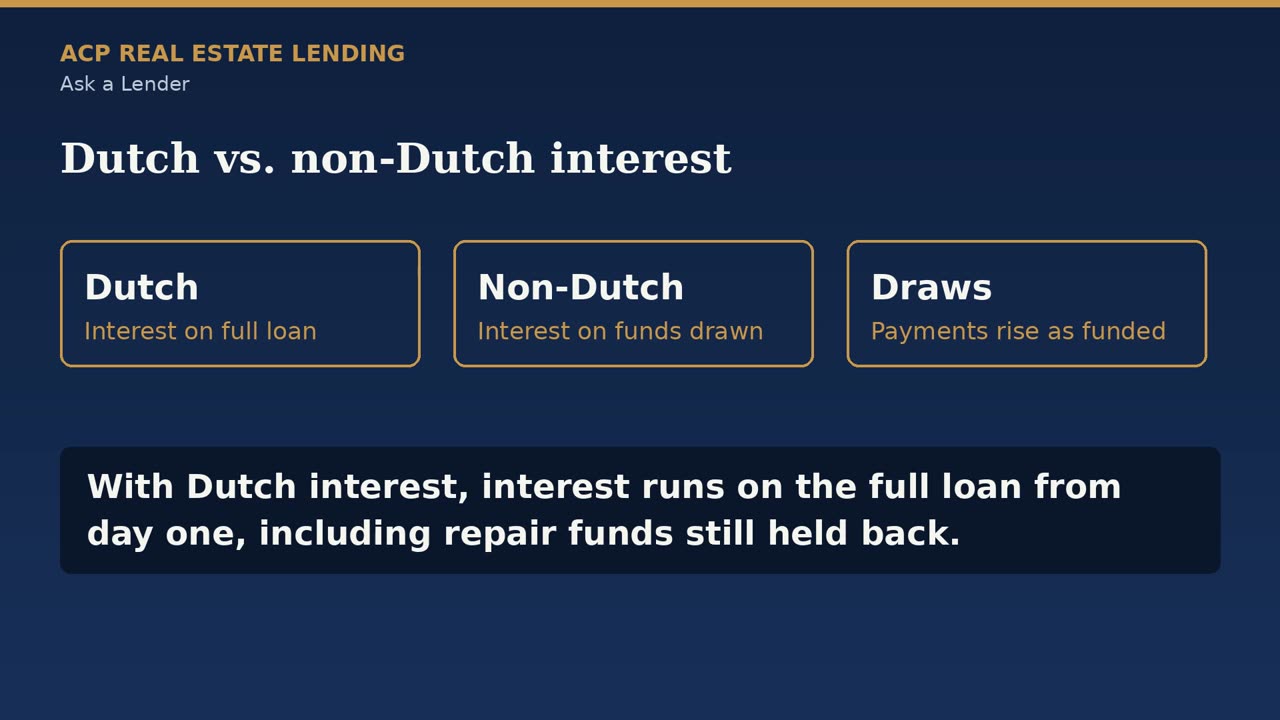 ACP REAL ESTATE LENDING
Ask a Lender
Dutch vs. non-Dutch interest
Dutch
Interest on full loan
Non-Dutch
Interest on funds drawn
Draws
Payments rise as funded
With Dutch interest, interest runs on the full loan from
day one, including repair funds still held back.